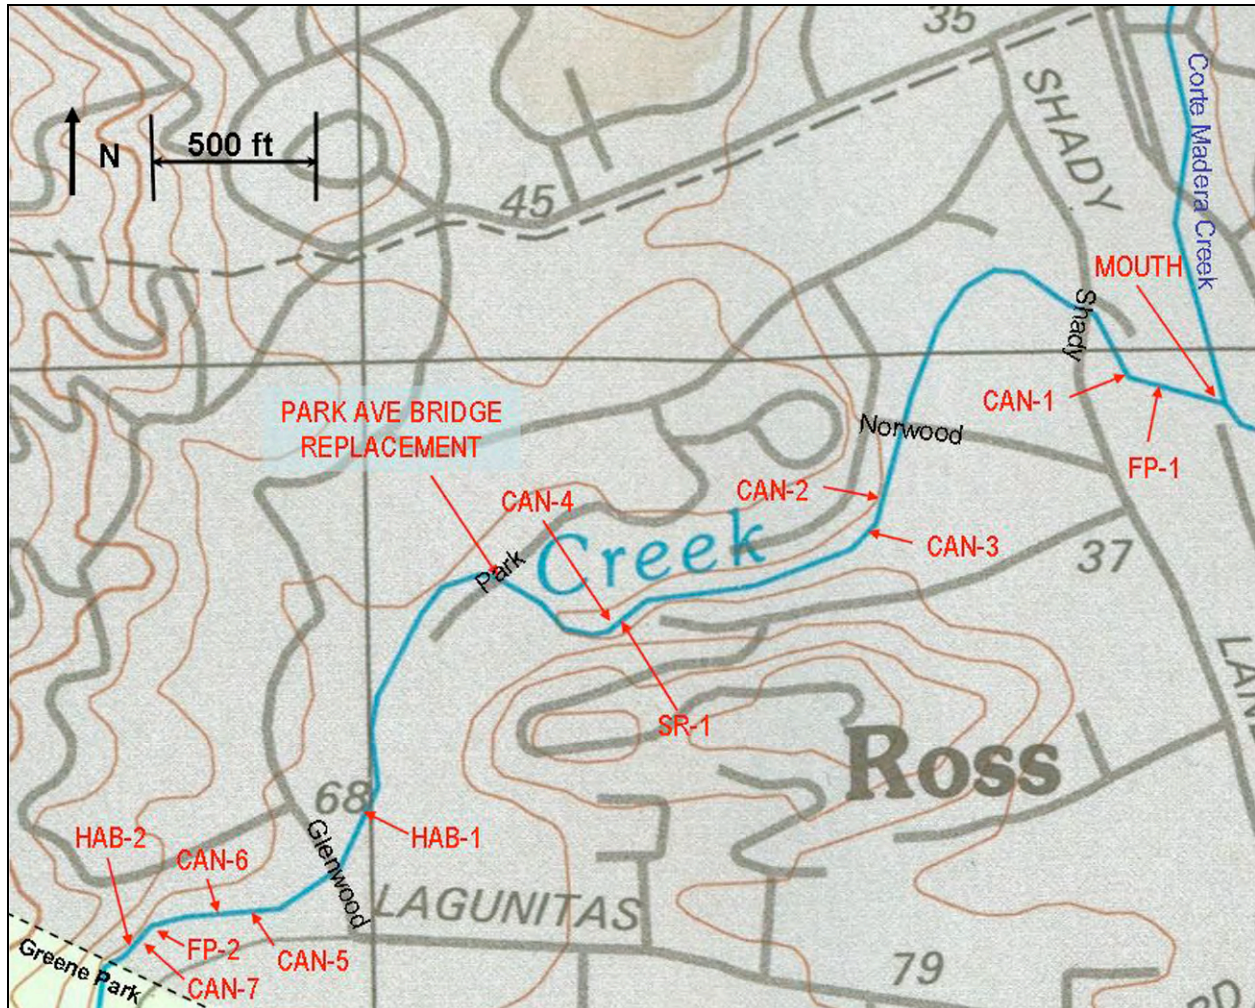 35
SHADY
Corte Madera Creek
N
500 ft
45
MOUTH
Shady
CAN-1
PARK AVE BRIDGE
REPLACEMENT
Norwood
FP-1
CAN-4
CAN-2
CAN-3
Creek
37
Park
SR-1
Ross
68
HAB-1
HAB-2
Glenwood
CAN-6
LAGUNITAS
FP-2
CAN-5
79
Greene Park
CAN-7